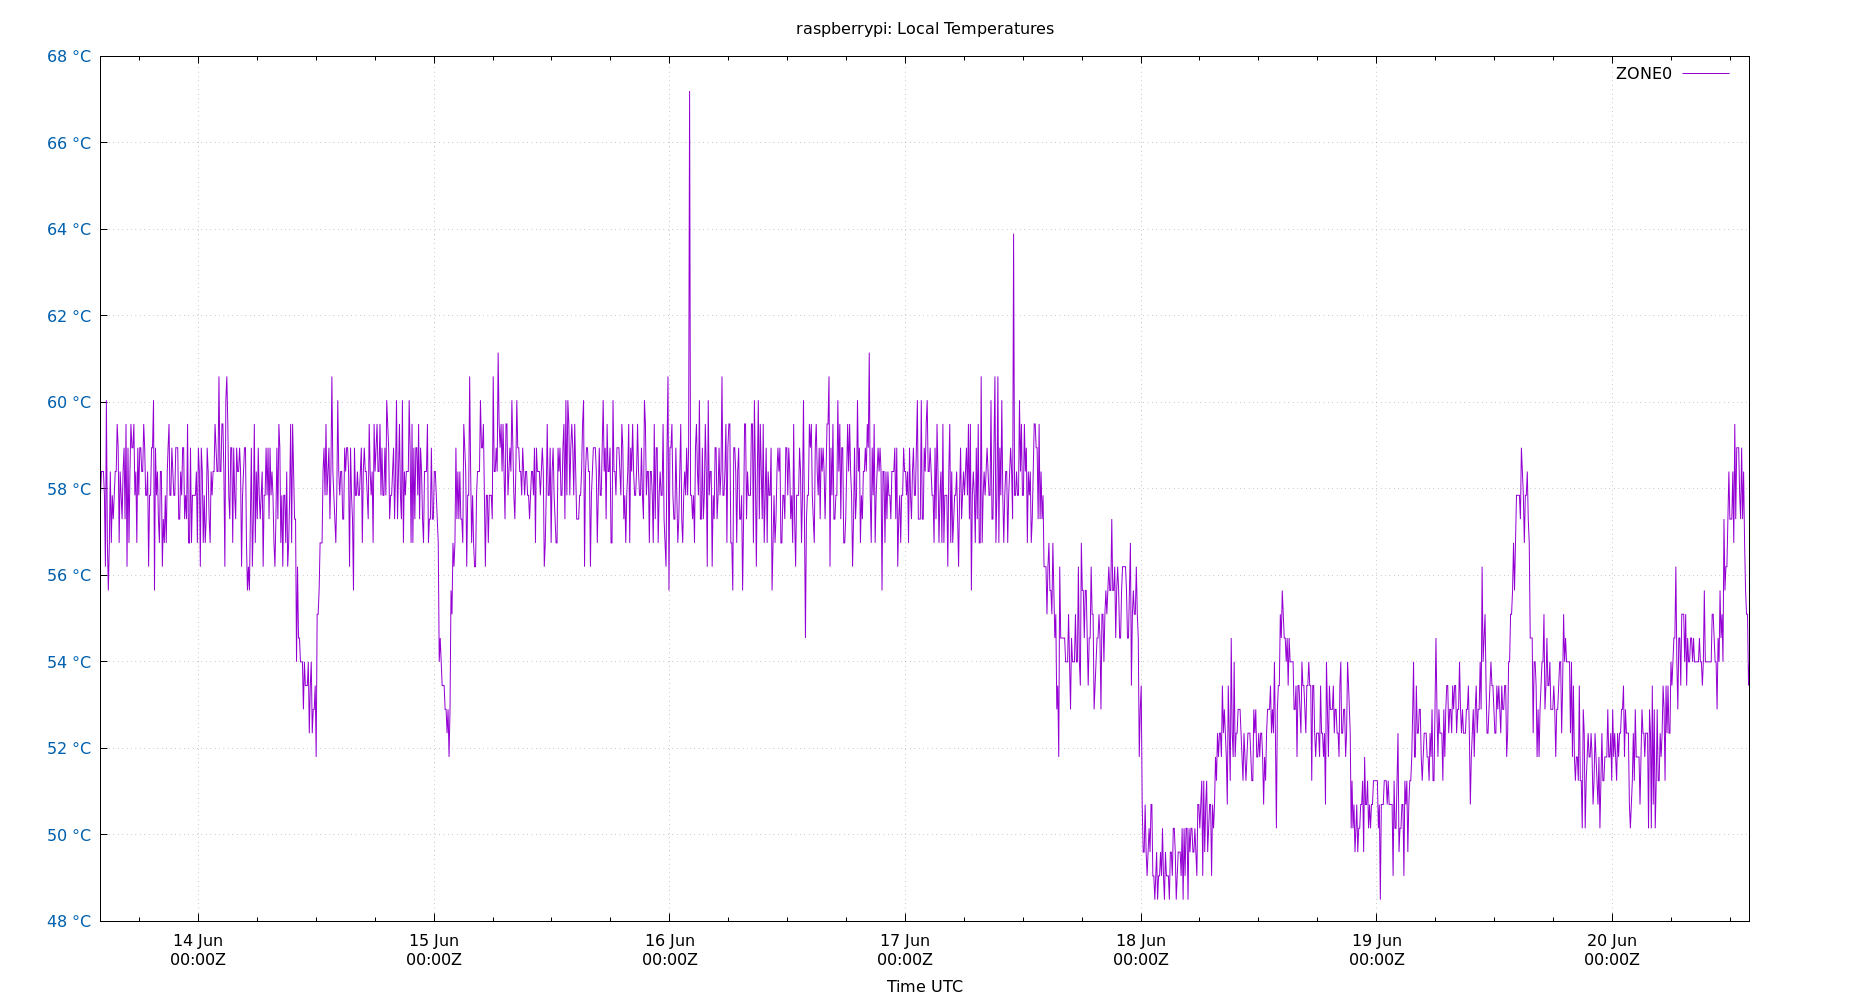 raspberrypi: Local Temperatures
68 °C
ZONE0
66 °C
64 °C
62 °C
60 °C
58 °C
56 °C
54 °C
52 °C
50 °C
48 °C
14 Jun 15 Jun 16 Jun 17 Jun 18 Jun 19 Jun 20 Jun
00:00Z 00:00Z 00:00Z 00:00Z 00:00Z 00:00Z 00:00Z
Time UTC